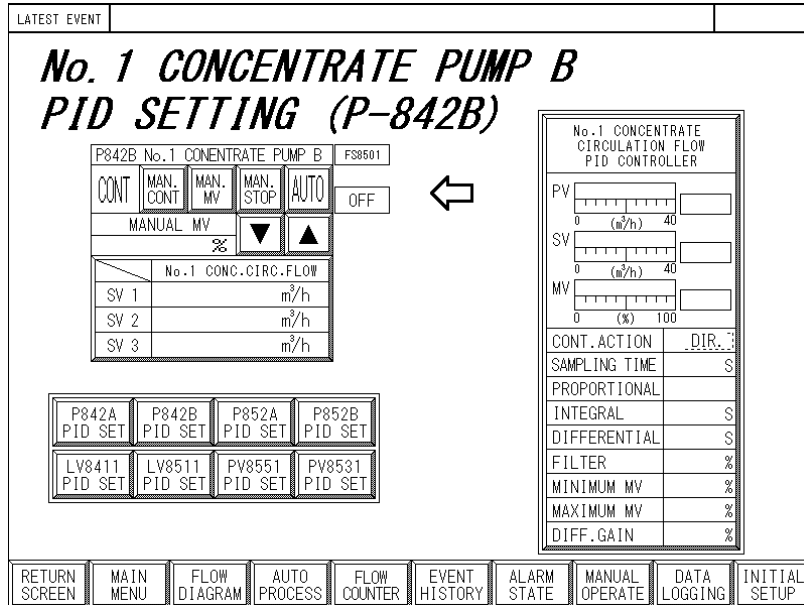 LATEST EVENT
No. 1 CONCENTRATE PUMP B
PID SETTING (P-842B)
P842B No.1 CONENTRATE PUMP B
FS8501
CONT
MAN.
CONT
MAN.
MV
MAN.
STOP
AUTO
OFF
MANUAL MV
%
▼
▲
No.1 CONC.CIRC.FLOW
SV 1 m³/h
SV 2 m³/h
SV 3 m³/h
P842A
PID SET
P842B
PID SET
P852A
PID SET
P852B
PID SET
LV8411
PID SET
LV8511
PID SET
PV8551
PID SET
PV8531
PID SET
No.1 CONCENTRATE
CIRCULATION FLOW
PID CONTROLLER
PV
0 (m³/h) 40
SV
0 (m³/h) 40
MV
0 (%) 100
CONT.ACTION DIR.
SAMPLING TIME S
PROPORTIONAL
INTEGRAL S
DIFFERENTIAL S
FILTER %
MINIMUM MV %
MAXIMUM MV %
DIFF.GAIN %
RETURN
SCREEN
MAIN
MENU
FLOW
DIAGRAM
AUTO
PROCESS
FLOW
COUNTER
EVENT
HISTORY
ALARM
STATE
MANUAL
OPERATE
DATA
LOGGING
INITIAL
SETUP